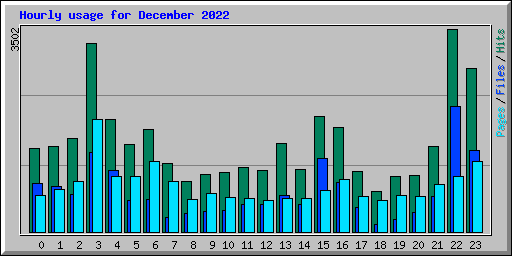 Hourly usage for December 2022
3502
Pages / Files / Hits
0 1 2 3 4 5 6 7 8 9 10 11 12 13 14 15 16 17 18 19 20 21 22 23